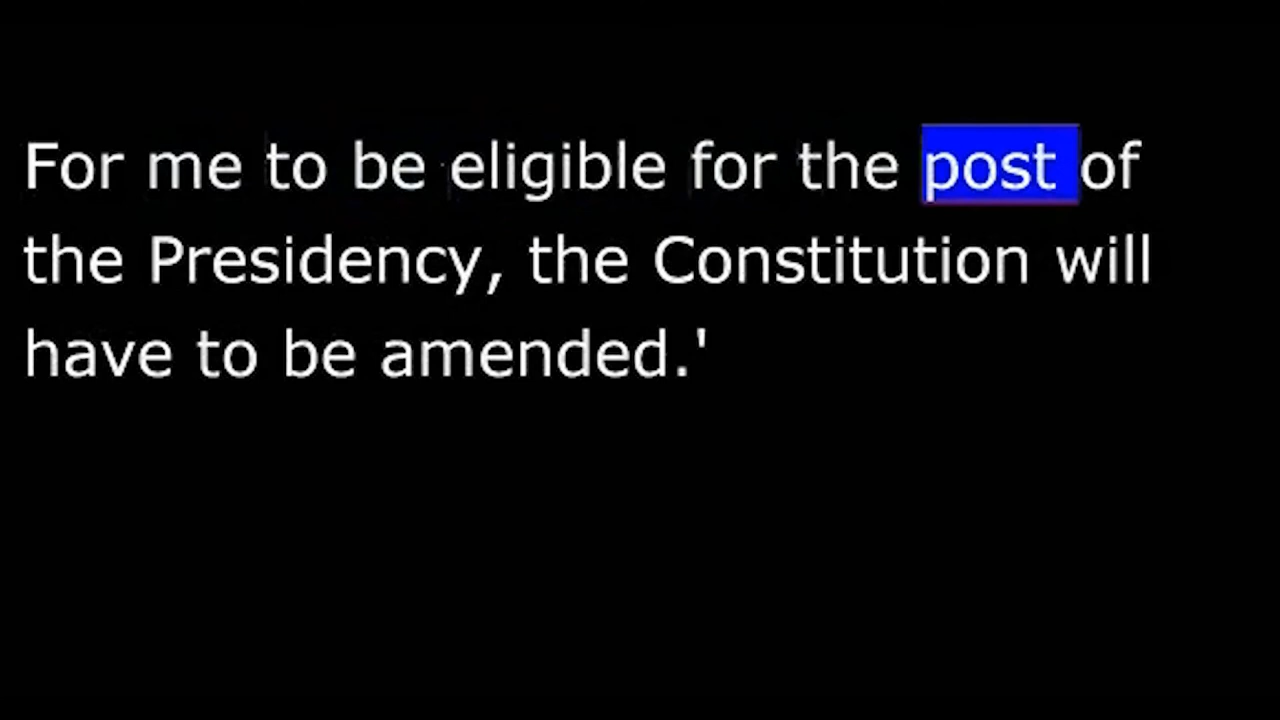 For me to be eligible for the post of
the Presidency, the Constitution will
have to be amended.'